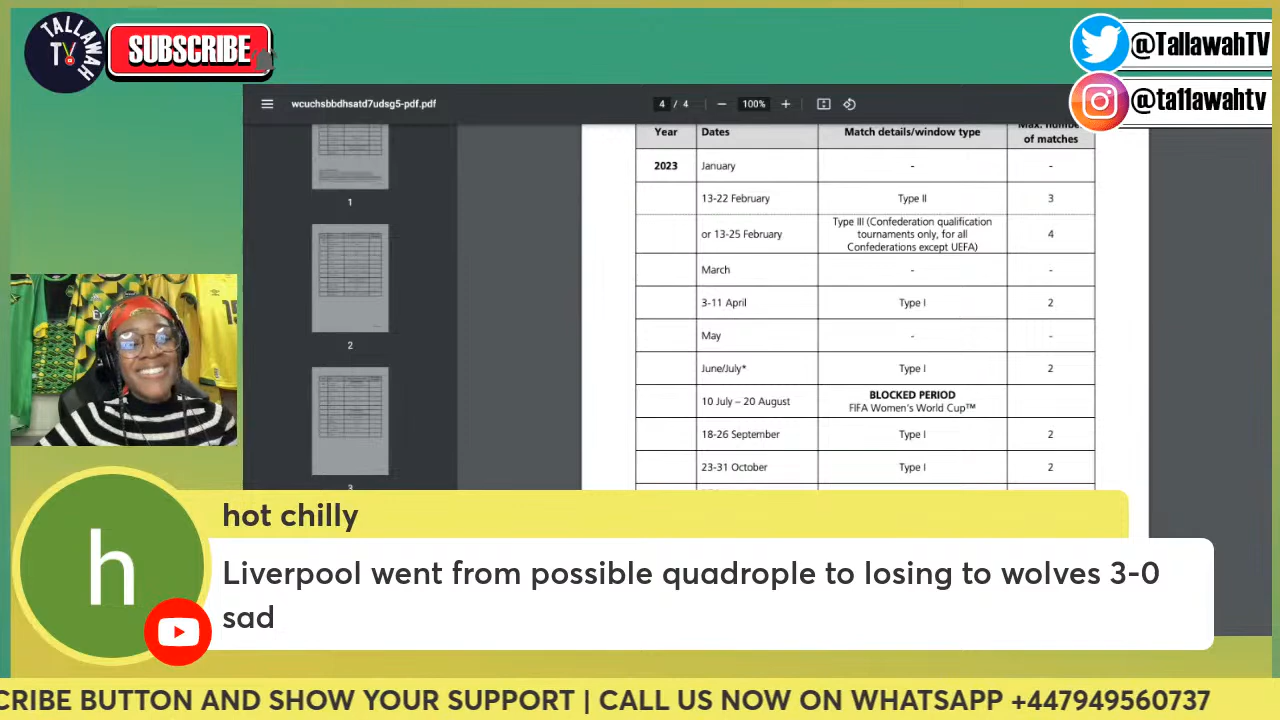 TALLAWAH
TV
SUBSCRIBE
@TallawahTV
@ta11awahtv
wcuchsbbdhsatd7udsg5-pdf.pdf
4 / 4
100%
Year Dates Match details/window type Max. number
of matches
2023 January - -
13-22 February Type II 3
or 13-25 February Type III (Confederation qualification
tournaments only, for all
Confederations except UEFA) 4
March - -
3-11 April Type I 2
May - -
June/July* Type I 2
10 July – 20 August BLOCKED PERIOD
FIFA Women's World Cup™
18-26 September Type I 2
23-31 October Type I 2
1
2
3
15
h
hot chilly
Liverpool went from possible quadrople to losing to wolves 3-0
sad
CRIBE BUTTON AND SHOW YOUR SUPPORT | CALL US NOW ON WHATSAPP +447949560737